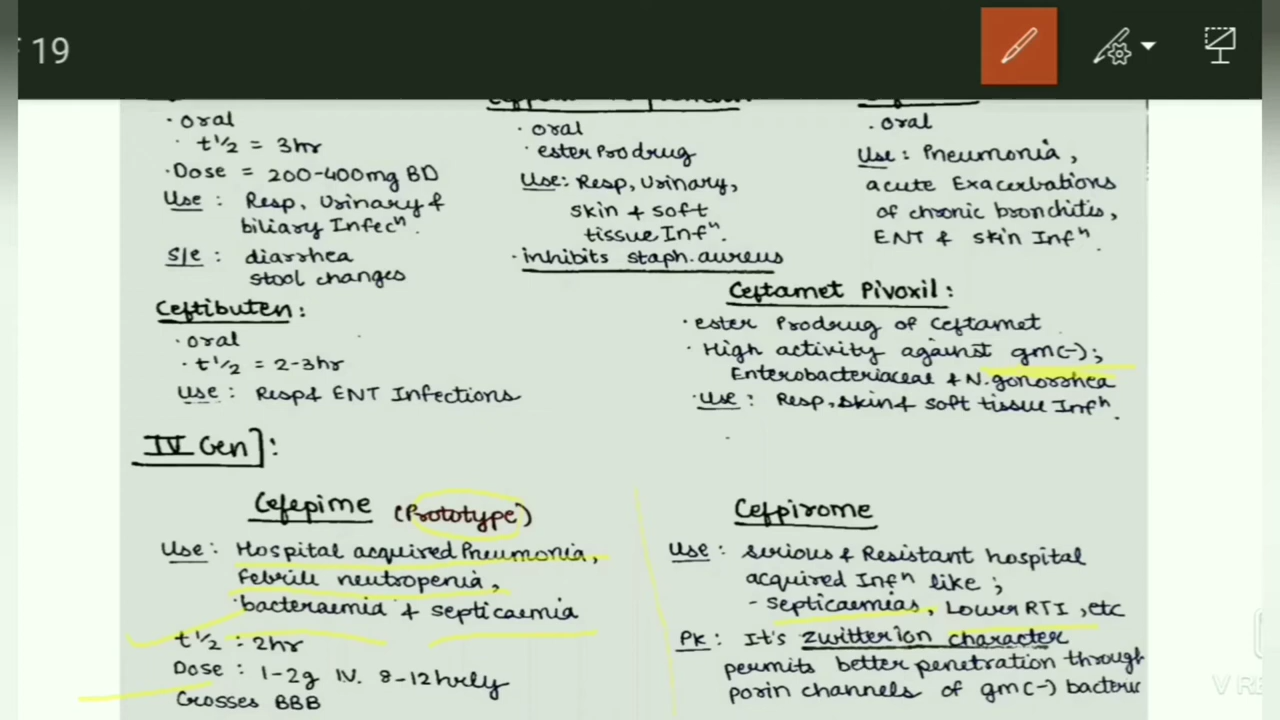 19
· oral
· t½ = 3hr
· Dose = 200-400mg BD
Use : Resp, Urinary &
biliary Infecⁿ.
S/e : diarrhea
stool changes
· oral
· ester Prodrug
Use: Resp, Urinary,
skin + soft
tissue Infⁿ.
· inhibits staph. aureus
· oral
Use : Pneumonia,
acute Exacerbations
of chronic bronchitis,
ENT & skin Infⁿ.
Ceftibuten :
· oral
· t½ = 2-3hr
Use : Resp & ENT Infections
Ceftamet Pivoxil :
· ester Prodrug of Ceftamet
· High activity against gm(-);
Enterobacteriaceae + N. gonorrhea
· Use : Resp, skin & soft tissue Infⁿ.
IV Gen] :
Cefepime (Prototype)
Use : Hospital acquired Pneumonia,
Febrile neutropenia,
bacteraemia + septicaemia
t½ : 2hr
Dose : 1-2g IV. 8-12hrly
Crosses BBB
Cefpirome
Use : serious & Resistant hospital
acquired Infⁿ like ;
- Septicaemias, Lower RTI, etc
Pk : It's zwitterion character
permits better penetration through
porin channels of gm(-)